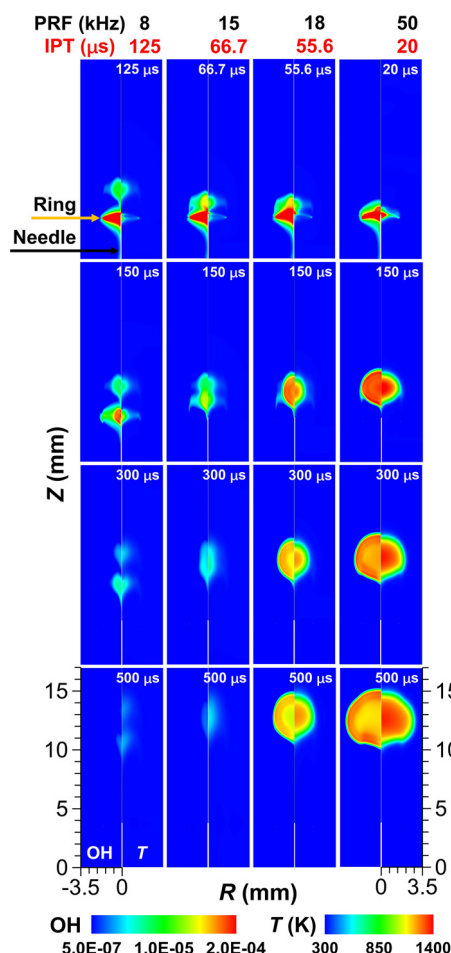 PRF (kHz) 8 15 18 50
IPT (μs) 125 66.7 55.6 20
125 μs 66.7 μs 55.6 μs 20 μs
Ring
Needle
150 μs 150 μs 150 μs 150 μs
Z (mm)
300 μs 300 μs 300 μs 300 μs
500 μs 500 μs 500 μs 500 μs
15 15
10 10
5 5
OH T
0 0
-3.5 0 R (mm) 0 3.5
OH T (K)
5.0E-07 1.0E-05 2.0E-04 300 850 1400